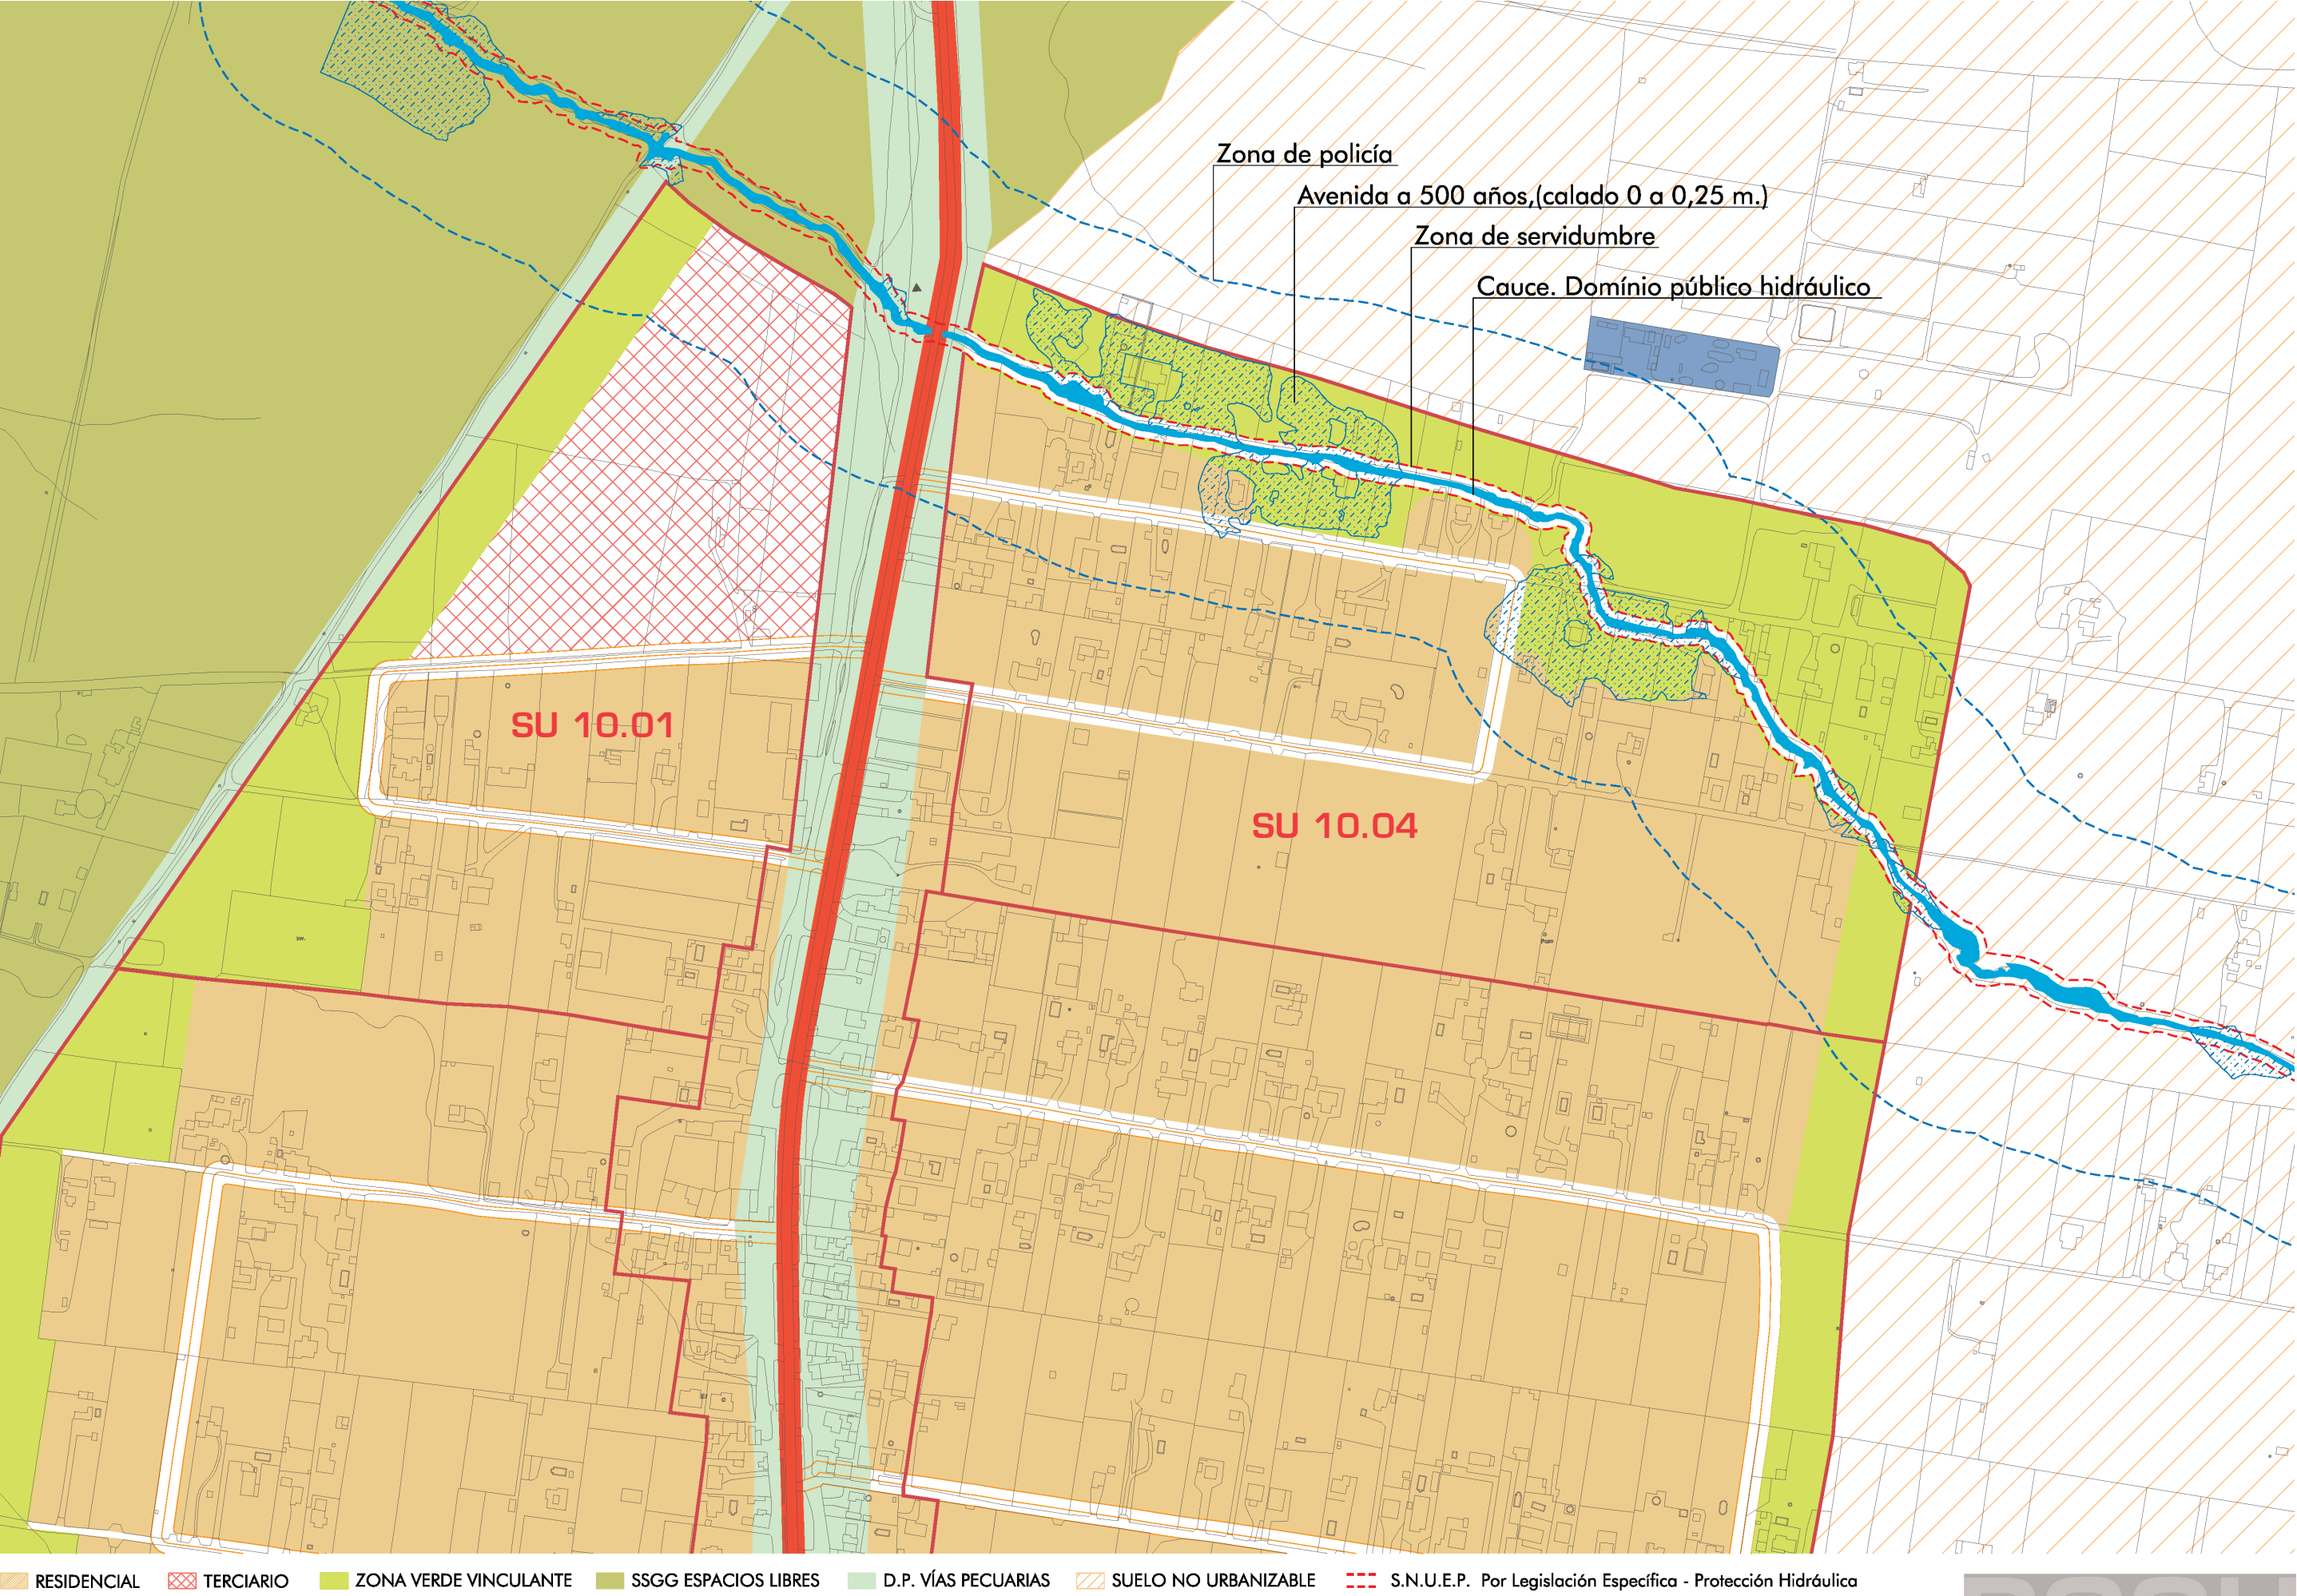 Zona de policía
Avenida a 500 años,(calado 0 a 0,25 m.)
Zona de servidumbre
Cauce. Domínio público hidráulico
SU 10.01
SU 10.04
RESIDENCIAL
TERCIARIO
ZONA VERDE VINCULANTE
SSGG ESPACIOS LIBRES
D.P. VÍAS PECUARIAS
SUELO NO URBANIZABLE
S.N.U.E.P. Por Legislación Específica - Protección Hidráulica